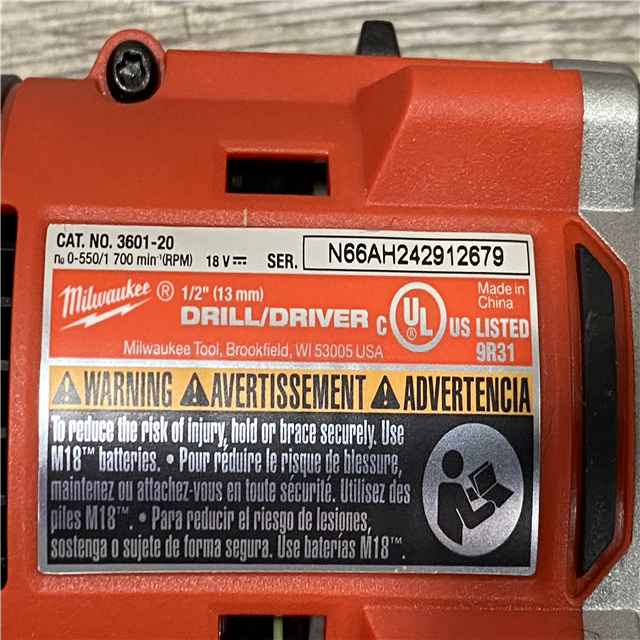 CAT. NO. 3601-20
n₀ 0-550/1 700 min⁻¹(RPM) 18 V⎓ SER. N66AH242912679
Milwaukee® 1/2" (13 mm) Made in
China
DRILL/DRIVER C UL® US LISTED
Milwaukee Tool, Brookfield, WI 53005 USA 9R31
WARNING AVERTISSEMENT ADVERTENCIA
To reduce the risk of injury, hold or brace securely. Use
M18™ batteries. • Pour réduire le risque de blessure,
maintenez ou attachez-vous en toute sécurité. Utilisez des
piles M18™. • Para reducir el riesgo de lesiones,
sostenga o sujete de forma segura. Use baterías M18™.